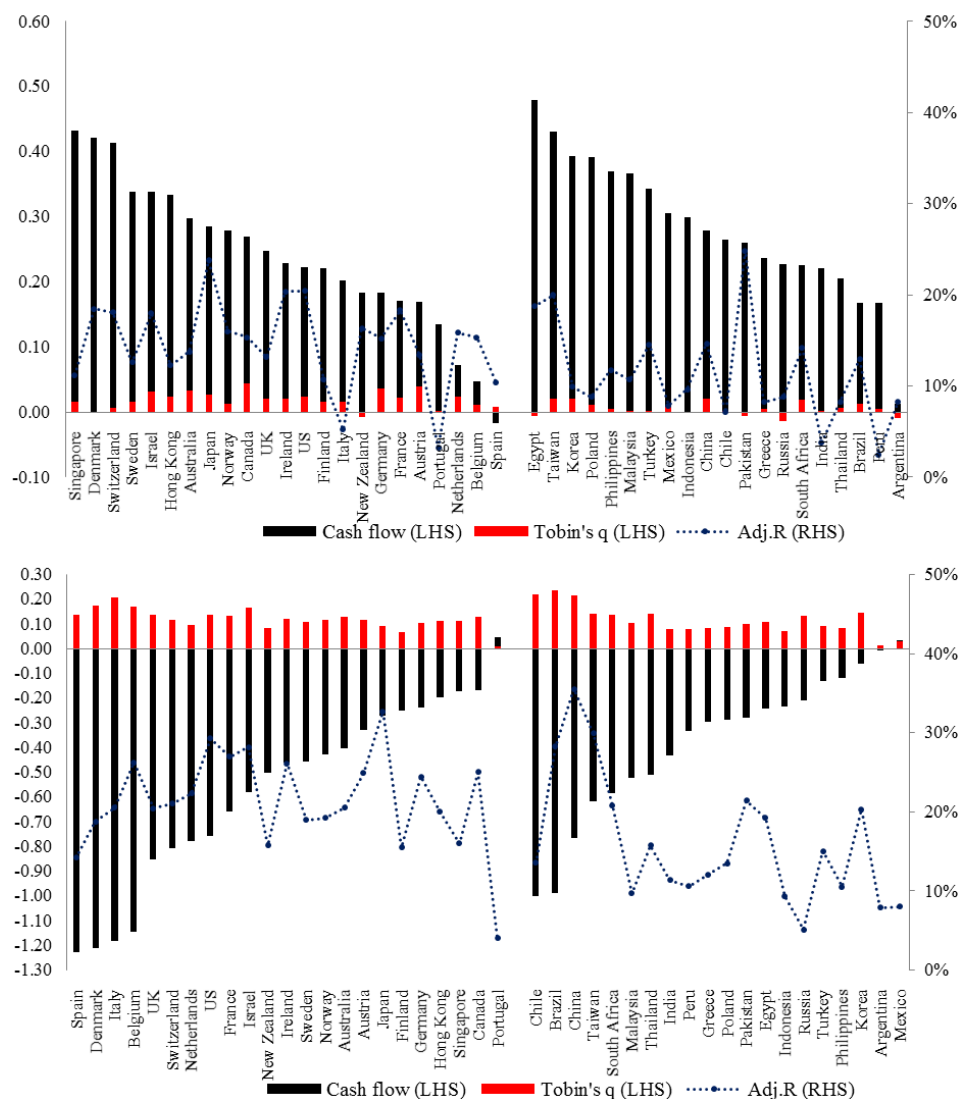 0.60
0.50
0.40
0.30
0.20
0.10
0.00
-0.10
50%
40%
30%
20%
10%
0%
Singapore
Denmark
Switzerland
Sweden
Israel
Hong Kong
Australia
Japan
Norway
Canada
UK
Ireland
US
Finland
Italy
New Zealand
Germany
France
Austria
Portugal
Netherlands
Belgium
Spain
Egypt
Taiwan
Korea
Poland
Philippines
Malaysia
Turkey
Mexico
Indonesia
China
Chile
Pakistan
Greece
Russia
South Africa
India
Thailand
Brazil
Peru
Argentina
Cash flow (LHS)
Tobin's q (LHS)
Adj.R (RHS)
0.30
0.20
0.10
0.00
-0.10
-0.20
-0.30
-0.40
-0.50
-0.60
-0.70
-0.80
-0.90
-1.00
-1.10
-1.20
-1.30
50%
40%
30%
20%
10%
0%
Spain
Denmark
Italy
Belgium
UK
Switzerland
Netherlands
US
France
Israel
New Zealand
Ireland
Sweden
Norway
Australia
Austria
Japan
Finland
Germany
Hong Kong
Singapore
Canada
Portugal
Chile
Brazil
China
Taiwan
South Africa
Malaysia
Thailand
India
Peru
Greece
Poland
Pakistan
Egypt
Indonesia
Russia
Turkey
Philippines
Korea
Argentina
Mexico
Cash flow (LHS)
Tobin's q (LHS)
Adj.R (RHS)